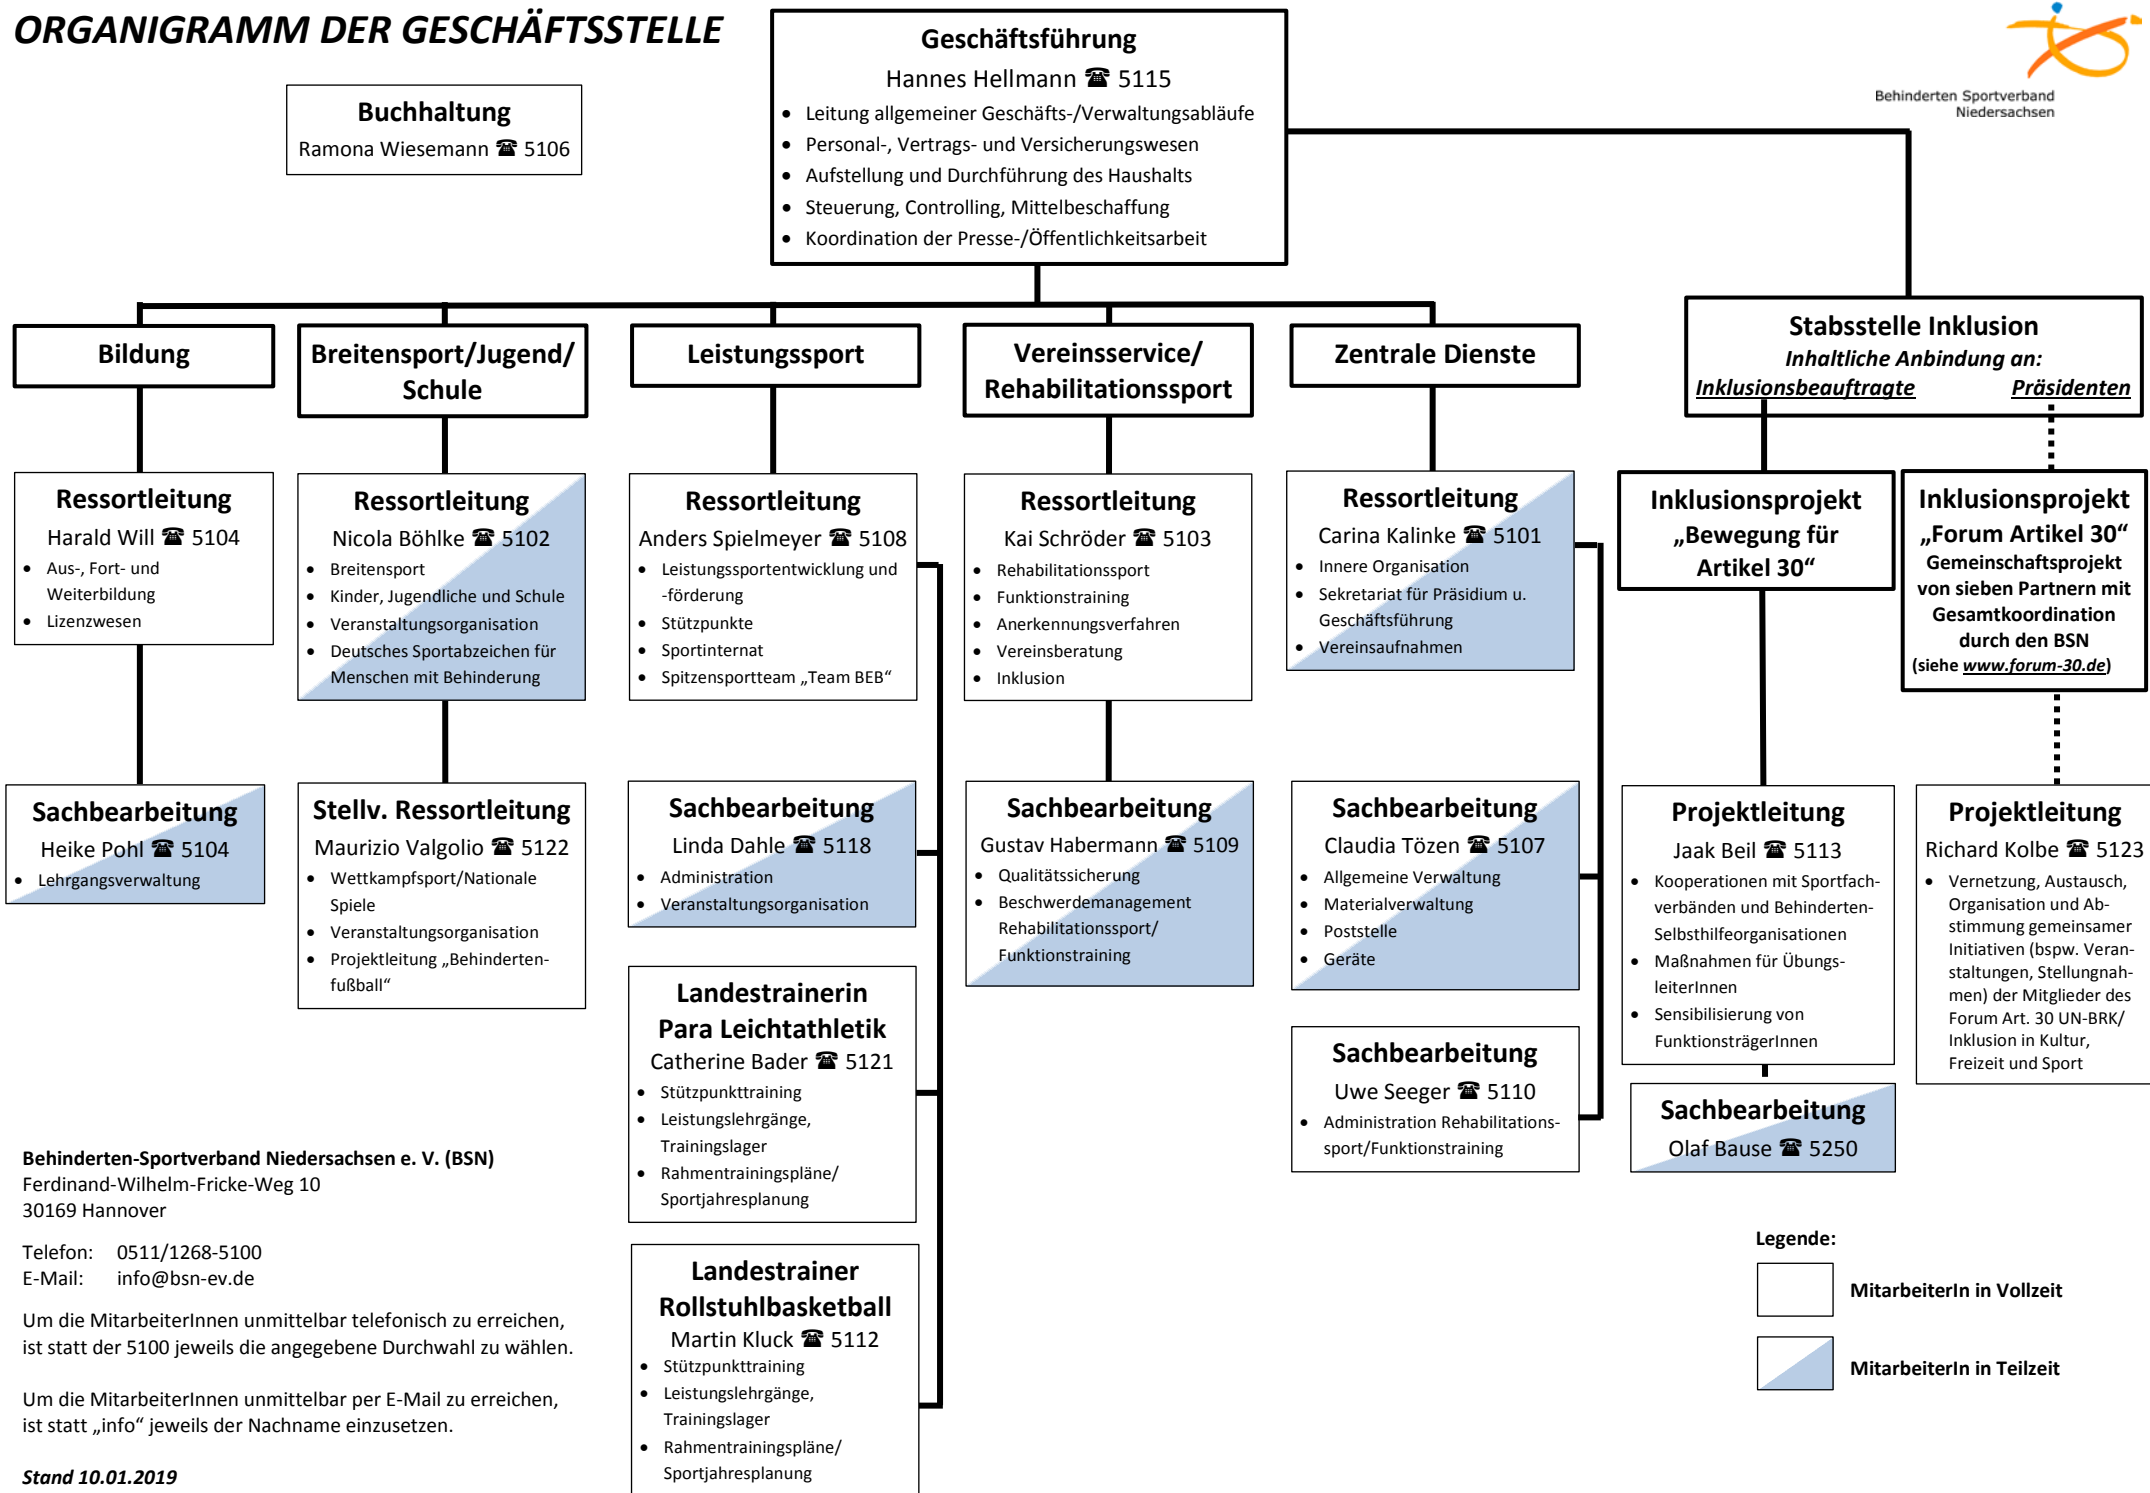 ORGANIGRAMM DER GESCHÄFTSSTELLE
Buchhaltung
Ramona Wiesemann ☎ 5106
Geschäftsführung
Hannes Hellmann ☎ 5115
• Leitung allgemeiner Geschäfts-/Verwaltungsabläufe
• Personal-, Vertrags- und Versicherungswesen
• Aufstellung und Durchführung des Haushalts
• Steuerung, Controlling, Mittelbeschaffung
• Koordination der Presse-/Öffentlichkeitsarbeit
Behinderten Sportverband
Niedersachsen
Bildung
Ressortleitung
Harald Will ☎ 5104
• Aus-, Fort- und
Weiterbildung
• Lizenzwesen
Sachbearbeitung
Heike Pohl ☎ 5104
• Lehrgangsverwaltung
Breitensport/Jugend/
Schule
Ressortleitung
Nicola Böhlke ☎ 5102
• Breitensport
• Kinder, Jugendliche und Schule
• Veranstaltungsorganisation
• Deutsches Sportabzeichen für
Menschen mit Behinderung
Stellv. Ressortleitung
Maurizio Valgolio ☎ 5122
• Wettkampfsport/Nationale
Spiele
• Veranstaltungsorganisation
• Projektleitung „Behinderten-
fußball“
Leistungssport
Ressortleitung
Anders Spielmeyer ☎ 5108
• Leistungssportentwicklung und
-förderung
• Stützpunkte
• Sportinternat
• Spitzensportteam „Team BEB“
Sachbearbeitung
Linda Dahle ☎ 5118
• Administration
• Veranstaltungsorganisation
Landestrainerin
Para Leichtathletik
Catherine Bader ☎ 5121
• Stützpunkttraining
• Leistungslehrgänge,
Trainingslager
• Rahmentrainingspläne/
Sportjahresplanung
Landestrainer
Rollstuhlbasketball
Martin Kluck ☎ 5112
• Stützpunkttraining
• Leistungslehrgänge,
Trainingslager
• Rahmentrainingspläne/
Sportjahresplanung
Vereinsservice/
Rehabilitationssport
Ressortleitung
Kai Schröder ☎ 5103
• Rehabilitationssport
• Funktionstraining
• Anerkennungsverfahren
• Vereinsberatung
• Inklusion
Sachbearbeitung
Gustav Habermann ☎ 5109
• Qualitätssicherung
• Beschwerdemanagement
Rehabilitationssport/
Funktionstraining
Zentrale Dienste
Ressortleitung
Carina Kalinke ☎ 5101
• Innere Organisation
• Sekretariat für Präsidium u.
Geschäftsführung
• Vereinsaufnahmen
Sachbearbeitung
Claudia Tözen ☎ 5107
• Allgemeine Verwaltung
• Materialverwaltung
• Poststelle
• Geräte
Sachbearbeitung
Uwe Seeger ☎ 5110
• Administration Rehabilitations-
sport/Funktionstraining
Stabsstelle Inklusion
Inhaltliche Anbindung an:
Inklusionsbeauftragte Präsidenten
Inklusionsprojekt
„Bewegung für
Artikel 30“
Projektleitung
Jaak Beil ☎ 5113
• Kooperationen mit Sportfach-
verbänden und Behinderten-
Selbsthilfeorganisationen
• Maßnahmen für Übungs-
leiterInnen
• Sensibilisierung von
FunktionsträgerInnen
Sachbearbeitung
Olaf Bause ☎ 5250
Inklusionsprojekt
„Forum Artikel 30“
Gemeinschaftsprojekt
von sieben Partnern mit
Gesamtkoordination
durch den BSN
(siehe www.forum-30.de)
Projektleitung
Richard Kolbe ☎ 5123
• Vernetzung, Austausch,
Organisation und Ab-
stimmung gemeinsamer
Initiativen (bspw. Veran-
staltungen, Stellungnah-
men) der Mitglieder des
Forum Art. 30 UN-BRK/
Inklusion in Kultur,
Freizeit und Sport
Behinderten-Sportverband Niedersachsen e. V. (BSN)
Ferdinand-Wilhelm-Fricke-Weg 10
30169 Hannover
Telefon: 0511/1268-5100
E-Mail: info@bsn-ev.de
Um die MitarbeiterInnen unmittelbar telefonisch zu erreichen,
ist statt der 5100 jeweils die angegebene Durchwahl zu wählen.
Um die MitarbeiterInnen unmittelbar per E-Mail zu erreichen,
ist statt „info“ jeweils der Nachname einzusetzen.
Stand 10.01.2019
Legende:
MitarbeiterIn in Vollzeit
MitarbeiterIn in Teilzeit